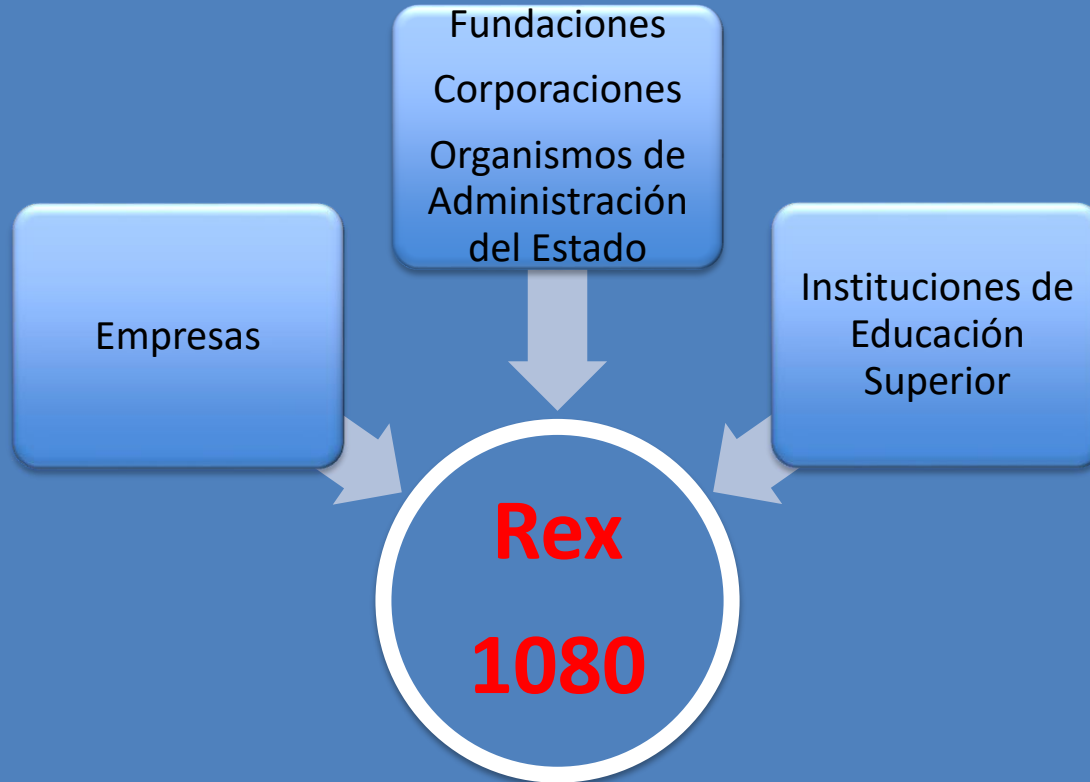 Fundaciones
Corporaciones
Organismos de
Administración
del Estado
Empresas
Instituciones de
Educación
Superior
Rex
1080